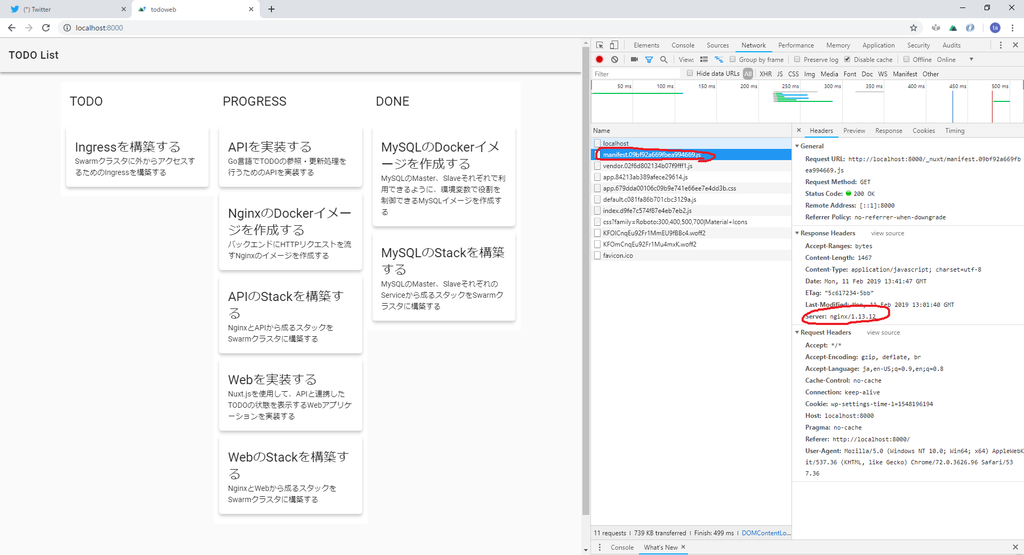 (*) Twitter
todoweb
localhost:8000
TODO List
TODO
Ingressを構築する
Swarmクラスタに外からアクセスす
るためのIngressを構築する
PROGRESS
APIを実装する
Go言語でTODOの参照・更新処理を
行うためのAPIを実装する
NginxのDockerイメ
ージを作成する
バックエンドにHTTPリクエストを流
すNginxのイメージを作成する
APIのStackを構築す
る
NginxとAPIから成るスタックを
Swarmクラスタに構築する
Webを実装する
Nuxt.jsを使用して、APIと連携した
TODOの状態を表示するWebアプリケ
ーションを実装する
WebのStackを構築す
る
NginxとWebから成るスタックを
Swarmクラスタに構築する
DONE
MySQLのDockerイメ
ージを作成する
MySQLのMaster、Slaveそれぞれで利
用できるように、環境変数で役割を
制御できるMySQLイメージを作成す
る
MySQLのStackを構築
する
MySQLのMaster、Slaveそれぞれの
Serviceから成るスタックをSwarmク
ラスタに構築する
Elements Console Sources Network Performance Memory Application Security Audits
View: Group by frame Preserve log Disable cache Offline Online
Filter Hide data URLs All XHR JS CSS Img Media Font Doc WS Manifest Other
50 ms 100 ms 150 ms 200 ms 250 ms 300 ms 350 ms 400 ms 450 ms 500 ms
Name
localhost
manifest.09bf92a669fbea994669.js
vendor.02f6d802134b07f9fff1.js
app.84213ab389afece29614.js
app.679dda00106c09b9e741e66ee7e4dd3b.css
default.c081fa86b701cbc3129a.js
index.d9fe7c574f87e4eb7eb2.js
css?family=Roboto:300,400,500,700|Material+Icons
KFOlCnqEu92Fr1MmEU9fBBc4.woff2
KFOmCnqEu92Fr1Mu4mxK.woff2
favicon.ico
11 requests | 739 KB transferred | Finish: 499 ms | DOMContentLo...
Headers Preview Response Cookies Timing
General
Request URL: http://localhost:8000/_nuxt/manifest.09bf92a669f
bea994669.js
Request Method: GET
Status Code: 200 OK
Remote Address: [::1]:8000
Referrer Policy: no-referrer-when-downgrade
Response Headers view source
Accept-Ranges: bytes
Content-Length: 1467
Content-Type: application/javascript; charset=utf-8
Date: Mon, 11 Feb 2019 13:41:47 GMT
ETag: "5c617234-5bb"
Last-Modified: Mon, 11 Feb 2019 13:01:40 GMT
Server: nginx/1.13.12
Request Headers view source
Accept: */*
Accept-Encoding: gzip, deflate, br
Accept-Language: ja,en-US;q=0.9,en;q=0.8
Cache-Control: no-cache
Connection: keep-alive
Cookie: wp-settings-time-1=1548196194
Host: localhost:8000
Pragma: no-cache
Referer: http://localhost:8000/
User-Agent: Mozilla/5.0 (Windows NT 10.0; Win64; x64) AppleWebK
it/537.36 (KHTML, like Gecko) Chrome/72.0.3626.96 Safari/53
7.36
Console What's New